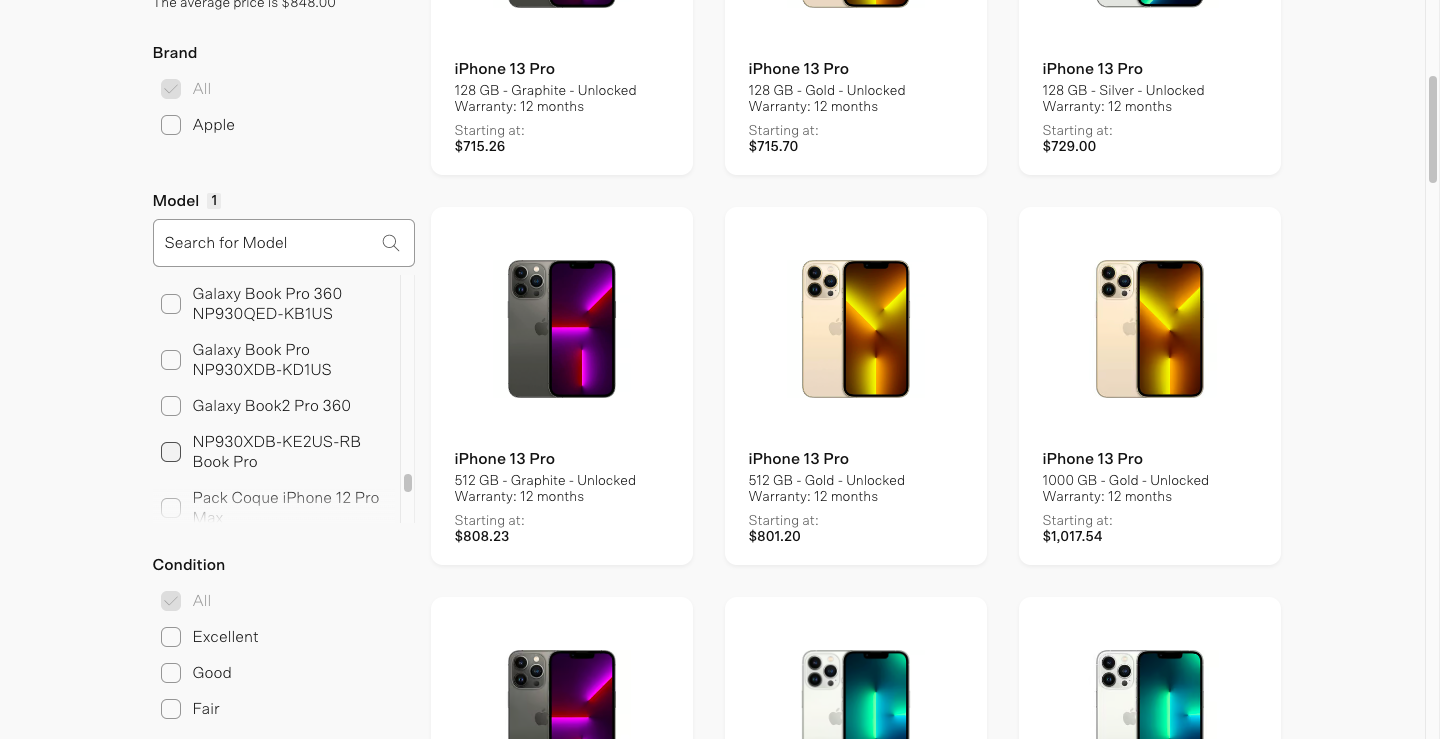 The average price is $848.00
Brand
All
Apple
Model 1
Search for Model
Galaxy Book Pro 360
NP930QED-KB1US
Galaxy Book Pro
NP930XDB-KD1US
Galaxy Book2 Pro 360
NP930XDB-KE2US-RB
Book Pro
Pack Coque iPhone 12 Pro
Max
Condition
All
Excellent
Good
Fair
iPhone 13 Pro
128 GB - Graphite - Unlocked
Warranty: 12 months
Starting at:
$715.26
iPhone 13 Pro
128 GB - Gold - Unlocked
Warranty: 12 months
Starting at:
$715.70
iPhone 13 Pro
128 GB - Silver - Unlocked
Warranty: 12 months
Starting at:
$729.00
iPhone 13 Pro
512 GB - Graphite - Unlocked
Warranty: 12 months
Starting at:
$808.23
iPhone 13 Pro
512 GB - Gold - Unlocked
Warranty: 12 months
Starting at:
$801.20
iPhone 13 Pro
1000 GB - Gold - Unlocked
Warranty: 12 months
Starting at:
$1,017.54